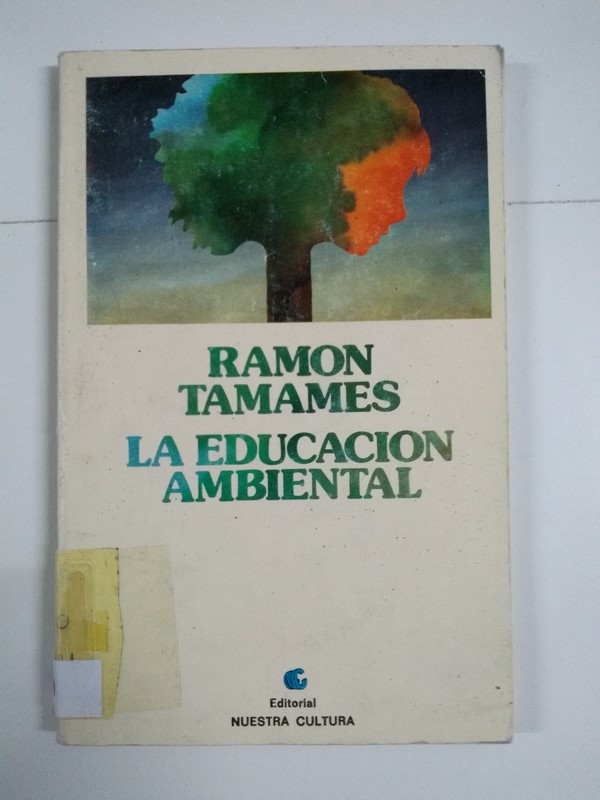 RAMON
TAMAMES
LA EDUCACION
AMBIENTAL
Editorial
NUESTRA CULTURA